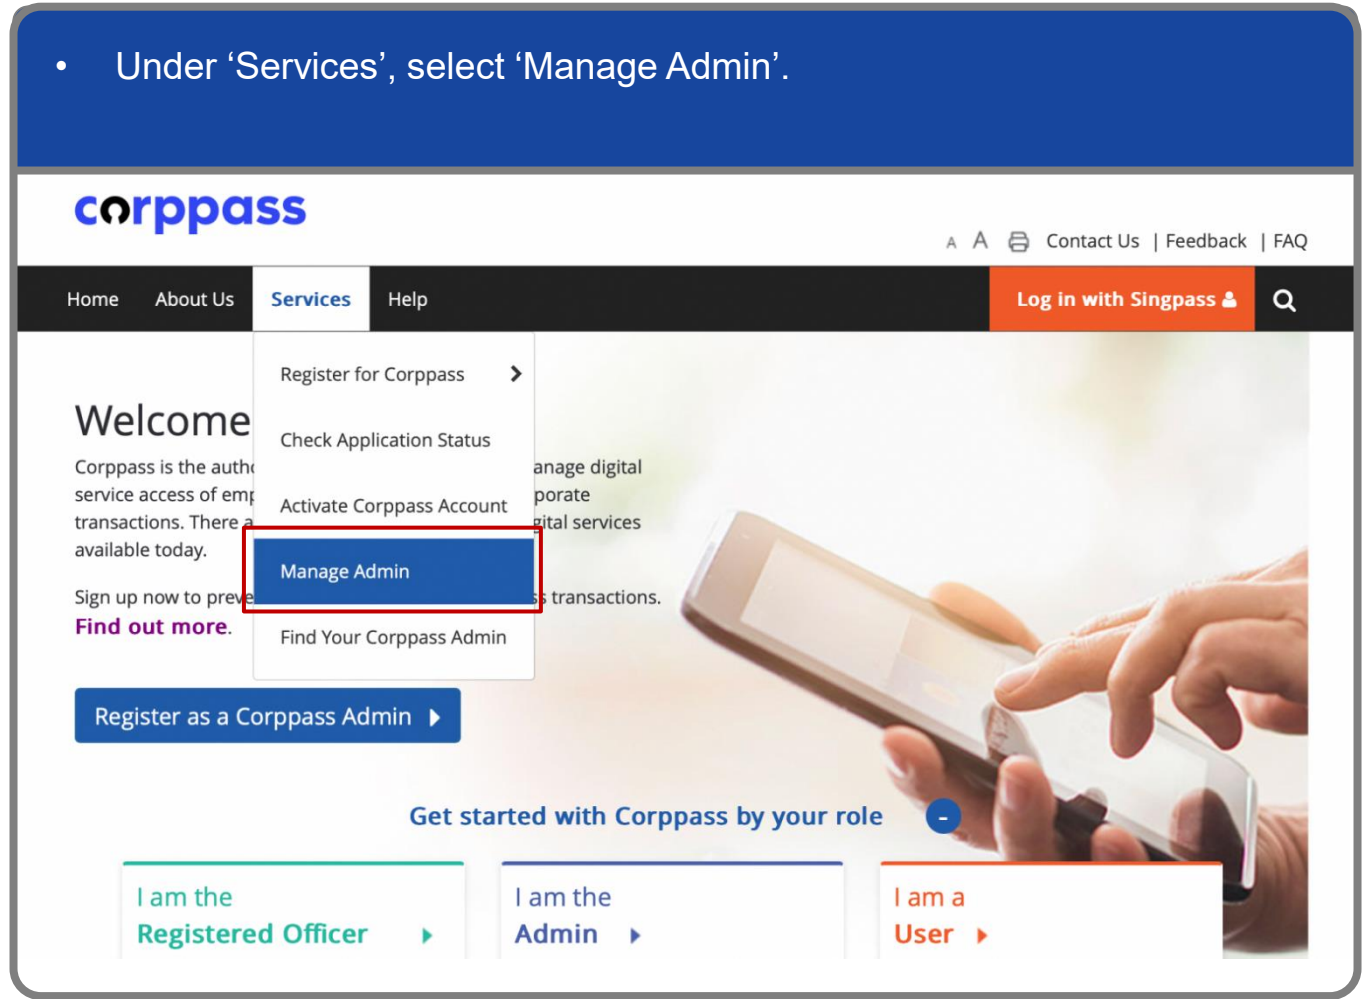 • Under ‘Services’, select ‘Manage Admin’.
corppass
A A Contact Us | Feedback | FAQ
Home About Us Services Help Log in with Singpass
Register for Corppass
Check Application Status
Activate Corppass Account
Manage Admin
Find Your Corppass Admin
Welcome
Corppass is the anage digital
service access of porate
transactions. There gital services
available today.
Sign up now to transactions.
Find out more.
Register as a Corppass Admin
Get started with Corppass by your role -
I am the
Registered Officer
I am the
Admin
I am a
User